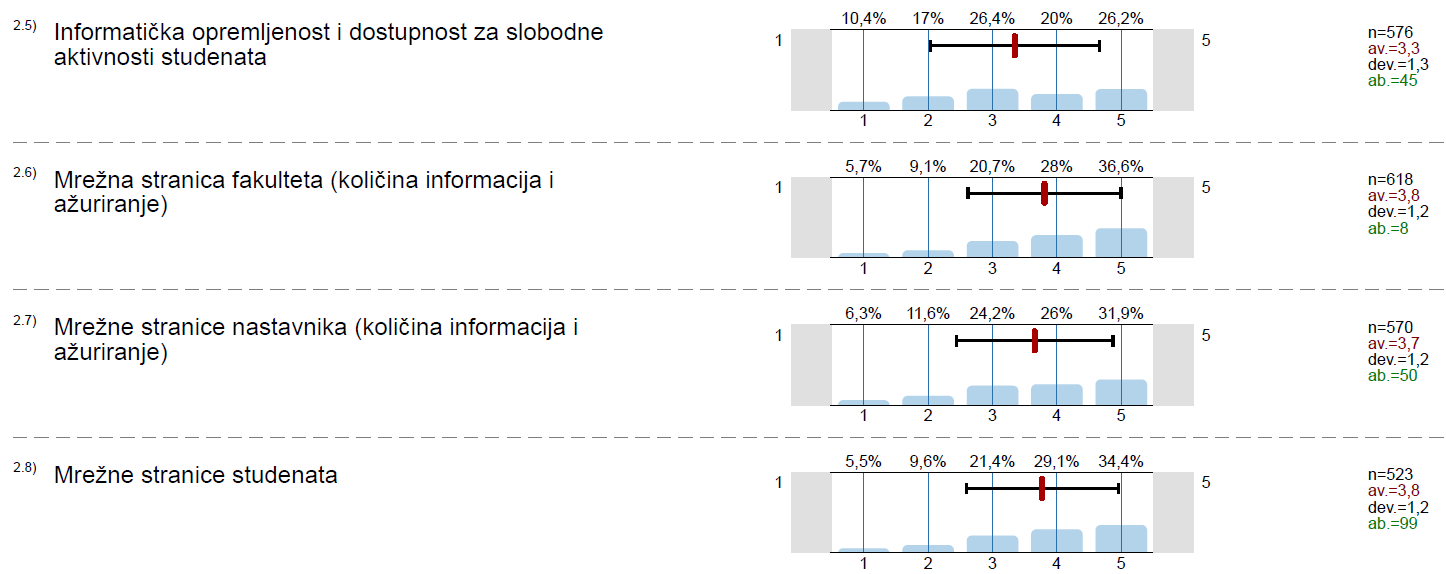 2.5) Informatička opremljenost i dostupnost za slobodne
aktivnosti studenata
10,4% 17% 26,4% 20% 26,2%
1 5
1 2 3 4 5
n=576
av.=3,3
dev.=1,3
ab.=45
2.6) Mrežna stranica fakulteta (količina informacija i
ažuriranje)
5,7% 9,1% 20,7% 28% 36,6%
1 5
1 2 3 4 5
n=618
av.=3,8
dev.=1,2
ab.=8
2.7) Mrežne stranice nastavnika (količina informacija i
ažuriranje)
6,3% 11,6% 24,2% 26% 31,9%
1 5
1 2 3 4 5
n=570
av.=3,7
dev.=1,2
ab.=50
2.8) Mrežne stranice studenata
5,5% 9,6% 21,4% 29,1% 34,4%
1 5
1 2 3 4 5
n=523
av.=3,8
dev.=1,2
ab.=99